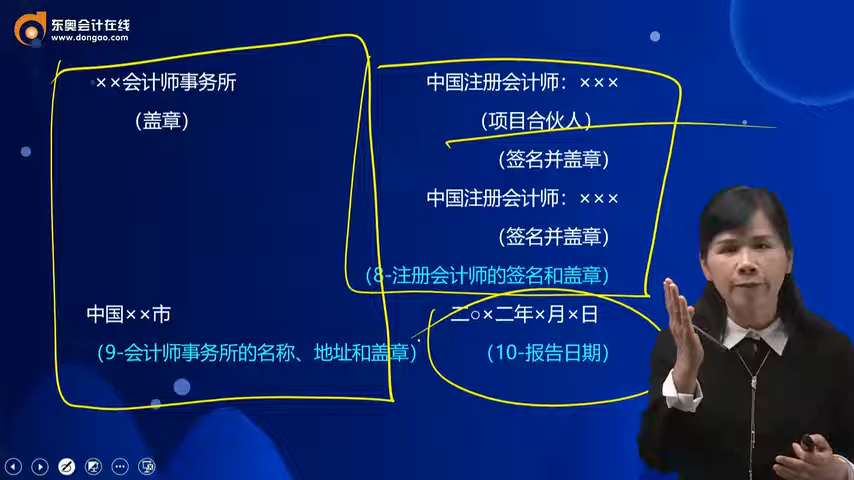 东奥会计在线
www.dongao.com
××会计师事务所
（盖章）
中国注册会计师：×××
（项目合伙人）
（签名并盖章）
中国注册会计师：×××
（签名并盖章）
（8-注册会计师的签名和盖章）
中国××市
二○×二年×月×日
（9-会计师事务所的名称、地址和盖章）
（10-报告日期）